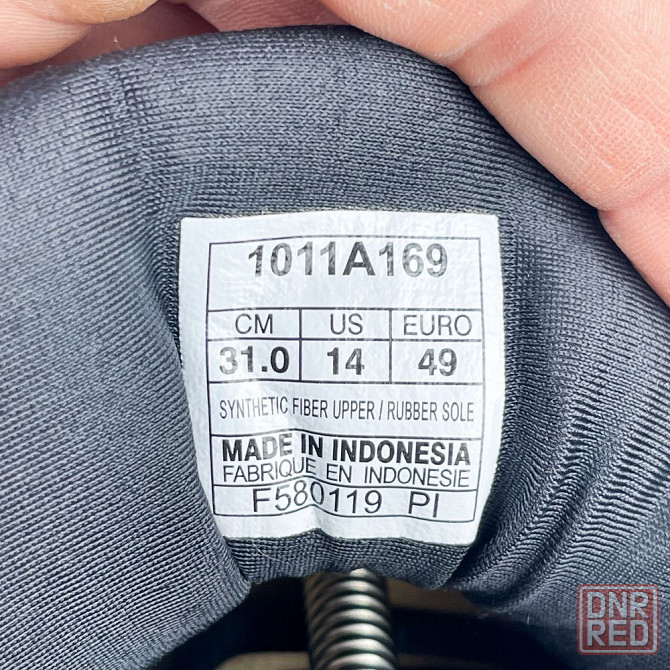 1011A169
CM US EURO
31.0 14 49
SYNTHETIC FIBER UPPER / RUBBER SOLE
MADE IN INDONESIA
FABRIQUE EN INDONESIE
F580119 PI
DNR
RED